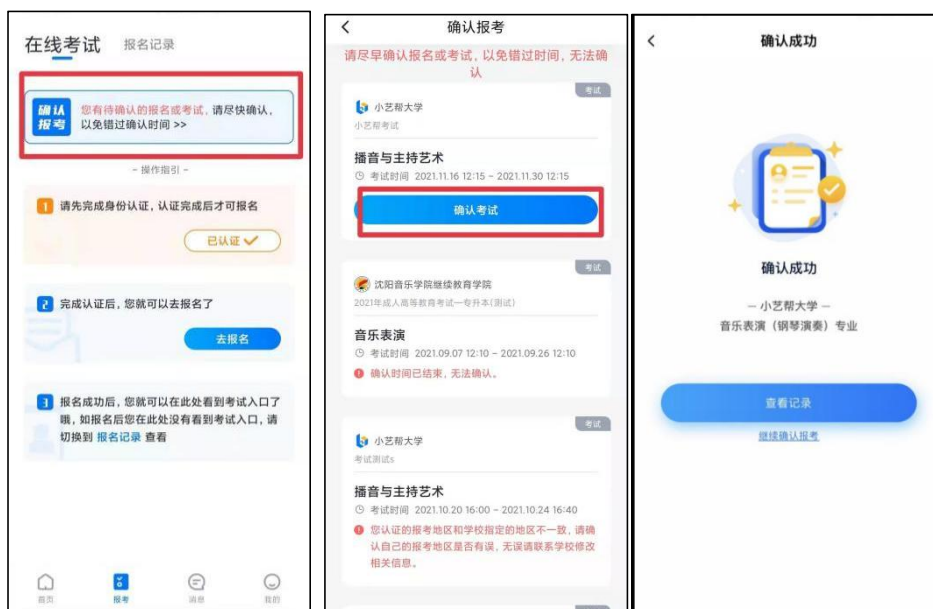 在线考试 报名记录
确认
报考
您有待确认的报名或考试，请尽快确认，
以免错过确认时间 >>
- 操作指引 -
1 请先完成身份认证，认证完成后才可报名
已认证
2 完成认证后，您就可以去报名了
去报名
3 报名成功后，您就可以在此处看到考试入口了
哦，如报名后您在此处没有看到考试入口，请
切换到 报名记录 查看
首页 报考 消息 我的
确认报考
请尽早确认报名或考试，以免错过时间，无法确
认
考试
小艺帮大学
小艺帮考试
播音与主持艺术
考试时间 2021.11.16 12:15 - 2021.11.30 12:15
确认考试
考试
沈阳音乐学院继续教育学院
2021年成人高等教育考试—专升本(测试)
音乐表演
考试时间 2021.09.07 12:10 - 2021.09.26 12:10
确认时间已结束，无法确认。
考试
小艺帮大学
考试测试s
播音与主持艺术
考试时间 2021.10.20 16:00 - 2021.10.24 16:40
您认证的报考地区和学校指定的地区不一致，请确
认自己的报考地区是否有误，无误请联系学校修改
相关信息。
确认成功
确认成功
— 小艺帮大学 —
音乐表演（钢琴演奏）专业
查看记录
继续确认报考